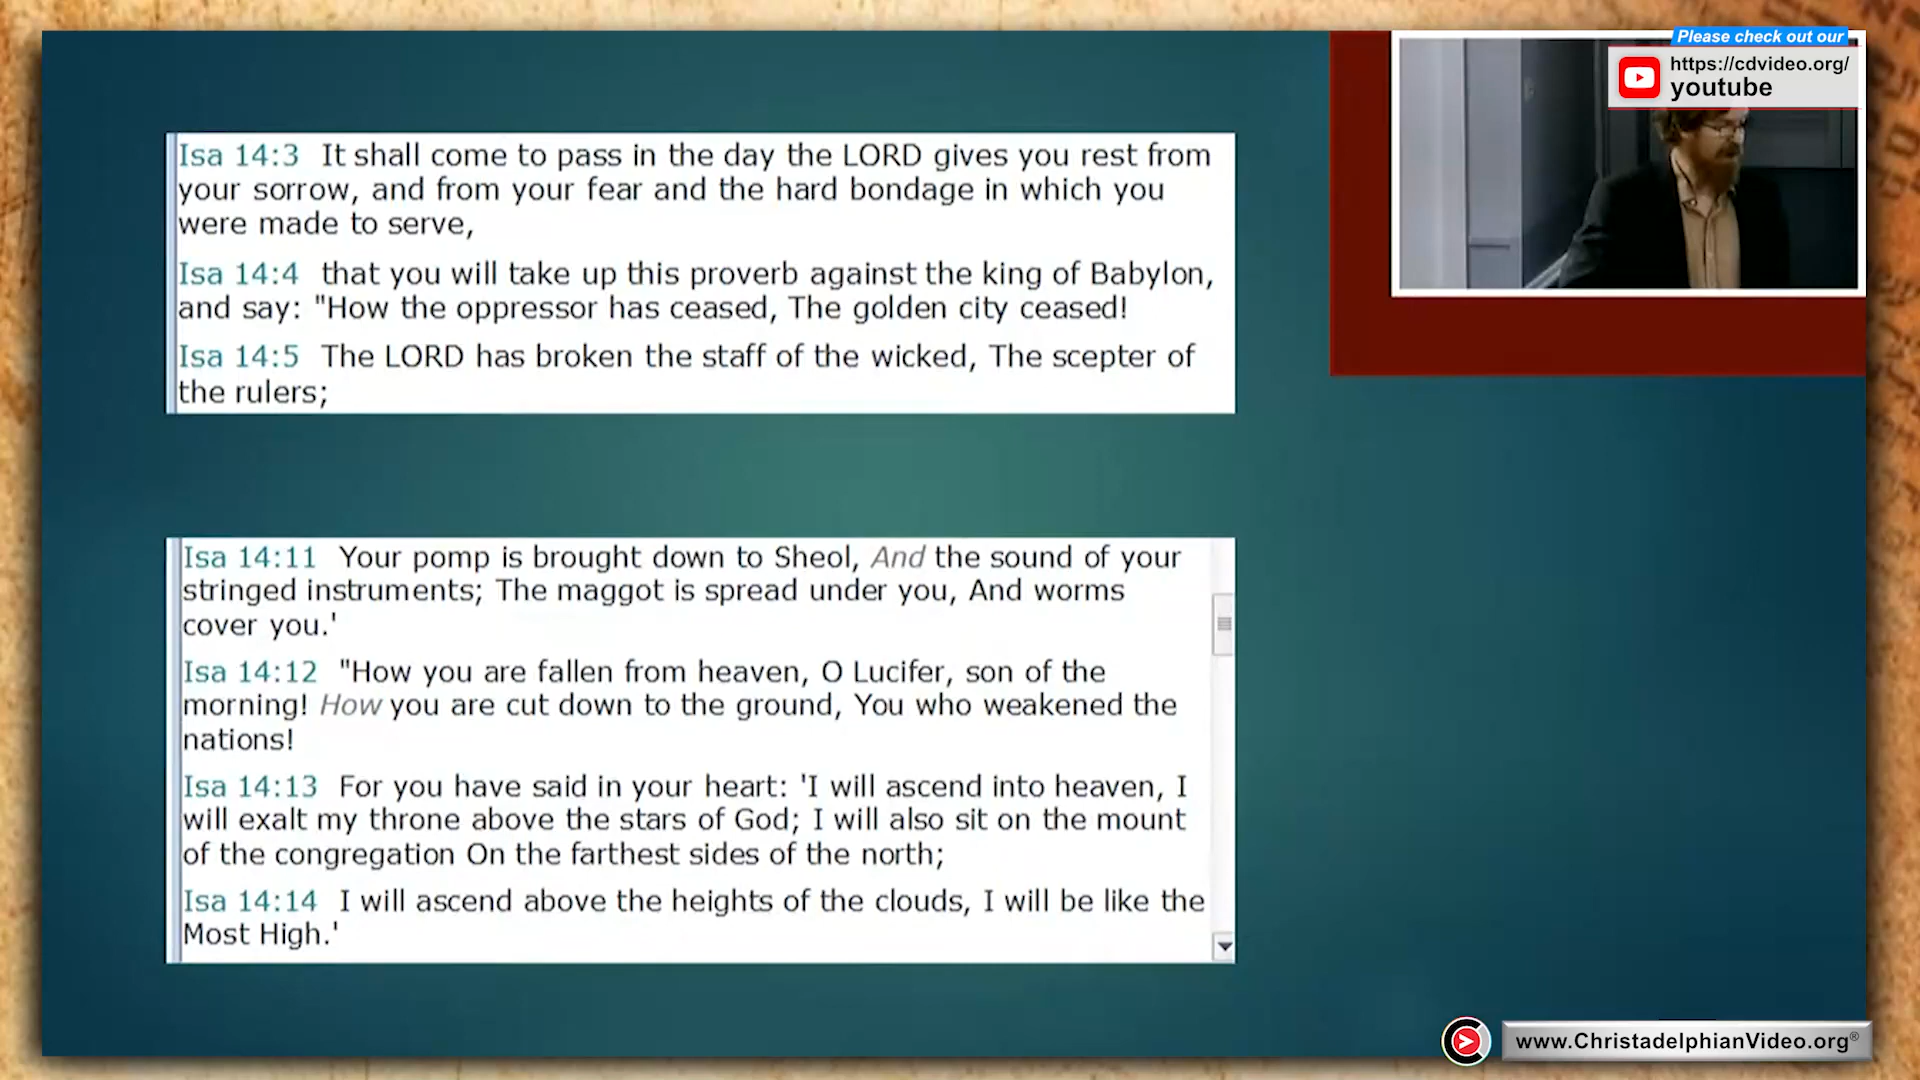 Please check out our
https://cdvideo.org/
youtube
Isa 14:3 It shall come to pass in the day the LORD gives you rest from
your sorrow, and from your fear and the hard bondage in which you
were made to serve,
Isa 14:4 that you will take up this proverb against the king of Babylon,
and say: "How the oppressor has ceased, The golden city ceased!
Isa 14:5 The LORD has broken the staff of the wicked, The scepter of
the rulers;
Isa 14:11 Your pomp is brought down to Sheol, And the sound of your
stringed instruments; The maggot is spread under you, And worms
cover you.'
Isa 14:12 "How you are fallen from heaven, O Lucifer, son of the
morning! How you are cut down to the ground, You who weakened the
nations!
Isa 14:13 For you have said in your heart: 'I will ascend into heaven, I
will exalt my throne above the stars of God; I will also sit on the mount
of the congregation On the farthest sides of the north;
Isa 14:14 I will ascend above the heights of the clouds, I will be like the
Most High.'
www.ChristadelphianVideo.org®